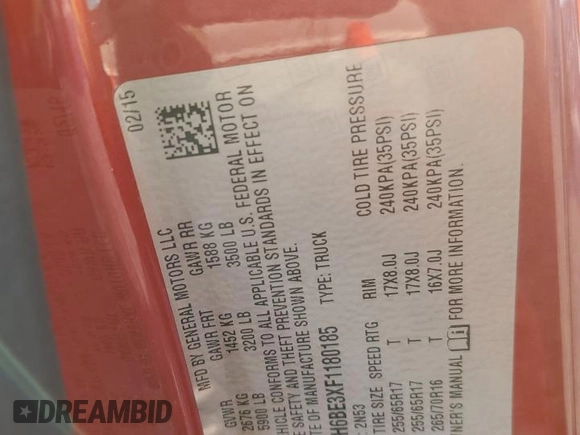 MFD BY GENERAL MOTORS LLC
02/15
GVWR GAWR FRT GAWR RR
2676 KG 1452 KG 1588 KG
5900 LB 3200 LB 3500 LB
VEHICLE CONFORMS TO ALL APPLICABLE U.S. FEDERAL MOTOR
E SAFETY AND THEFT PREVENTION STANDARDS IN EFFECT ON
TE OF MANUFACTURE SHOWN ABOVE.
H6BE3XF1180185 TYPE: TRUCK
: 2N53
TIRE SIZE SPEED RTG RIM COLD TIRE PRESSURE
255/65R17 T 17X8.0J 240KPA(35PSI)
255/65R17 T 17X8.0J 240KPA(35PSI)
265/70R16 T 16X7.0J 240KPA(35PSI)
NER'S MANUAL FOR MORE INFORMATION.
DREAMBID